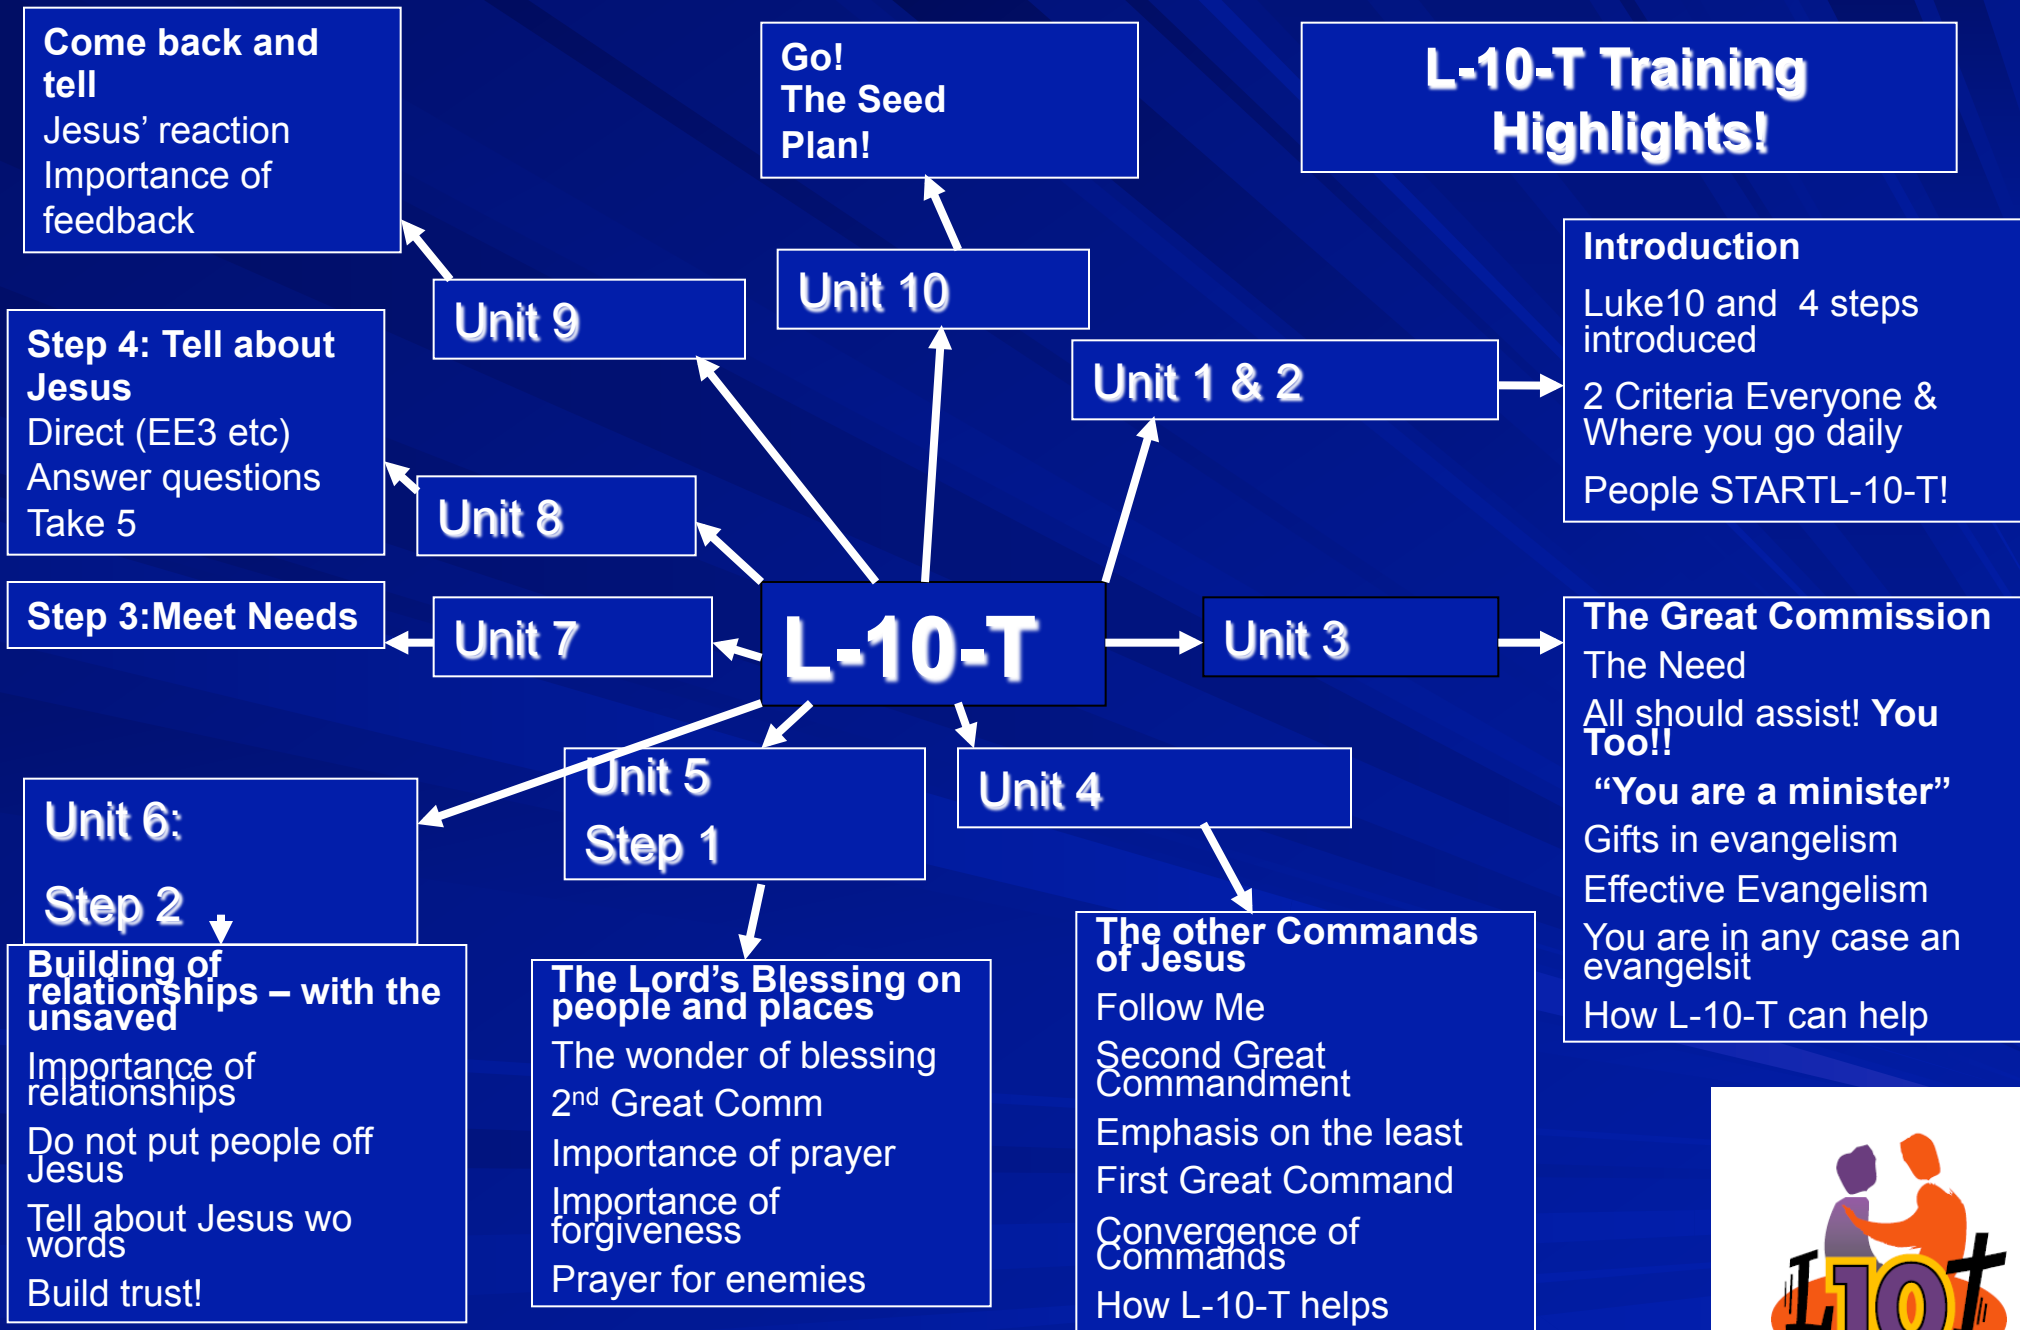 L-10-T Training
Highlights!
Come back and
tell
Jesus’ reaction
Importance of
feedback
Go!
The Seed
Plan!
Unit 9
Unit 10
Unit 1 & 2
Introduction
Luke10 and  4 steps
introduced
2 Criteria Everyone &
Where you go daily
People STARTL-10-T!
Step 4: Tell about
Jesus
Direct (EE3 etc)
Answer questions
Take 5
Unit 8
Step 3:Meet Needs
Unit 7
L-10-T
Unit 3
The Great Commission
The Need
All should assist! You
Too!!
“You are a minister”
Gifts in evangelism
Effective Evangelism
You are in any case an
evangelsit
How L-10-T can help
Unit 6:
Step 2
Unit 5
Step 1
Unit 4
Building of
relationships – with the
unsaved
Importance of
relationships
Do not put people off
Jesus
Tell about Jesus wo
words
Build trust!
The Lord’s Blessing on
people and places
The wonder of blessing
2nd Great Comm
Importance of prayer
Importance of
forgiveness
Prayer for enemies
The other Commands
of Jesus
Follow Me
Second Great
Commandment
Emphasis on the least
First Great Command
Convergence of
Commands
How L-10-T helps
L10T